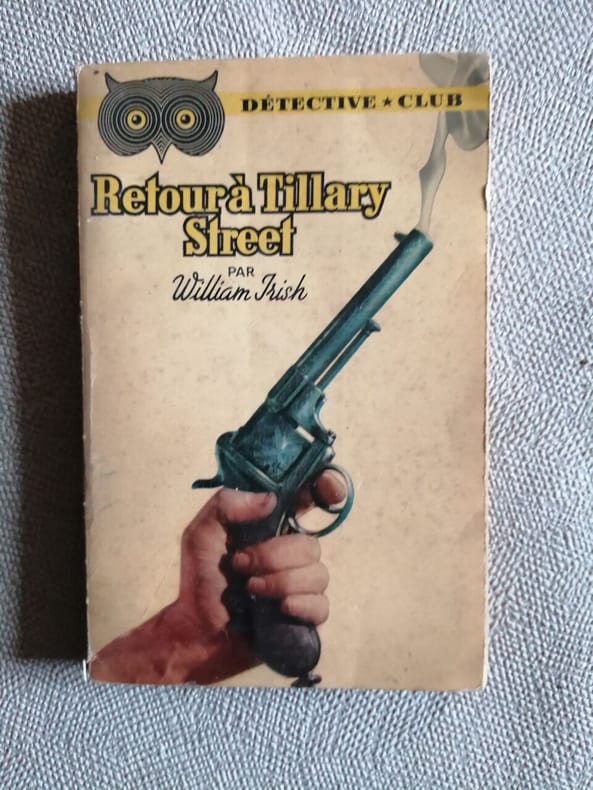 DÉTECTIVE ★ CLUB
Retour à Tillary
Street
PAR
William Irish